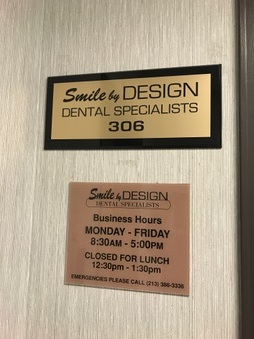 Smile by DESIGN
DENTAL SPECIALISTS
306
Smile by DESIGN
DENTAL SPECIALISTS
Business Hours
MONDAY - FRIDAY
8:30AM - 5:00PM
CLOSED FOR LUNCH
12:30pm - 1:30pm
EMERGENCIES PLEASE CALL (213) 386-3336